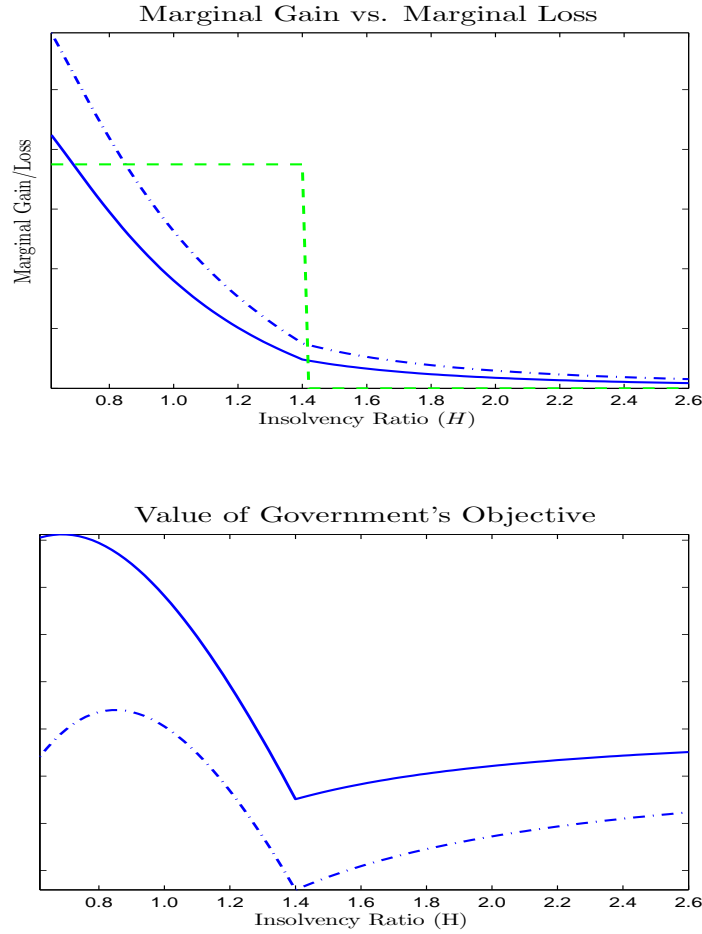 Marginal Gain vs. Marginal Loss
Marginal Gain/Loss
0.8 1.0 1.2 1.4 1.6 1.8 2.0 2.2 2.4 2.6
Insolvency Ratio (H)
Value of Government's Objective
0.8 1.0 1.2 1.4 1.6 1.8 2.0 2.2 2.4 2.6
Insolvency Ratio (H)